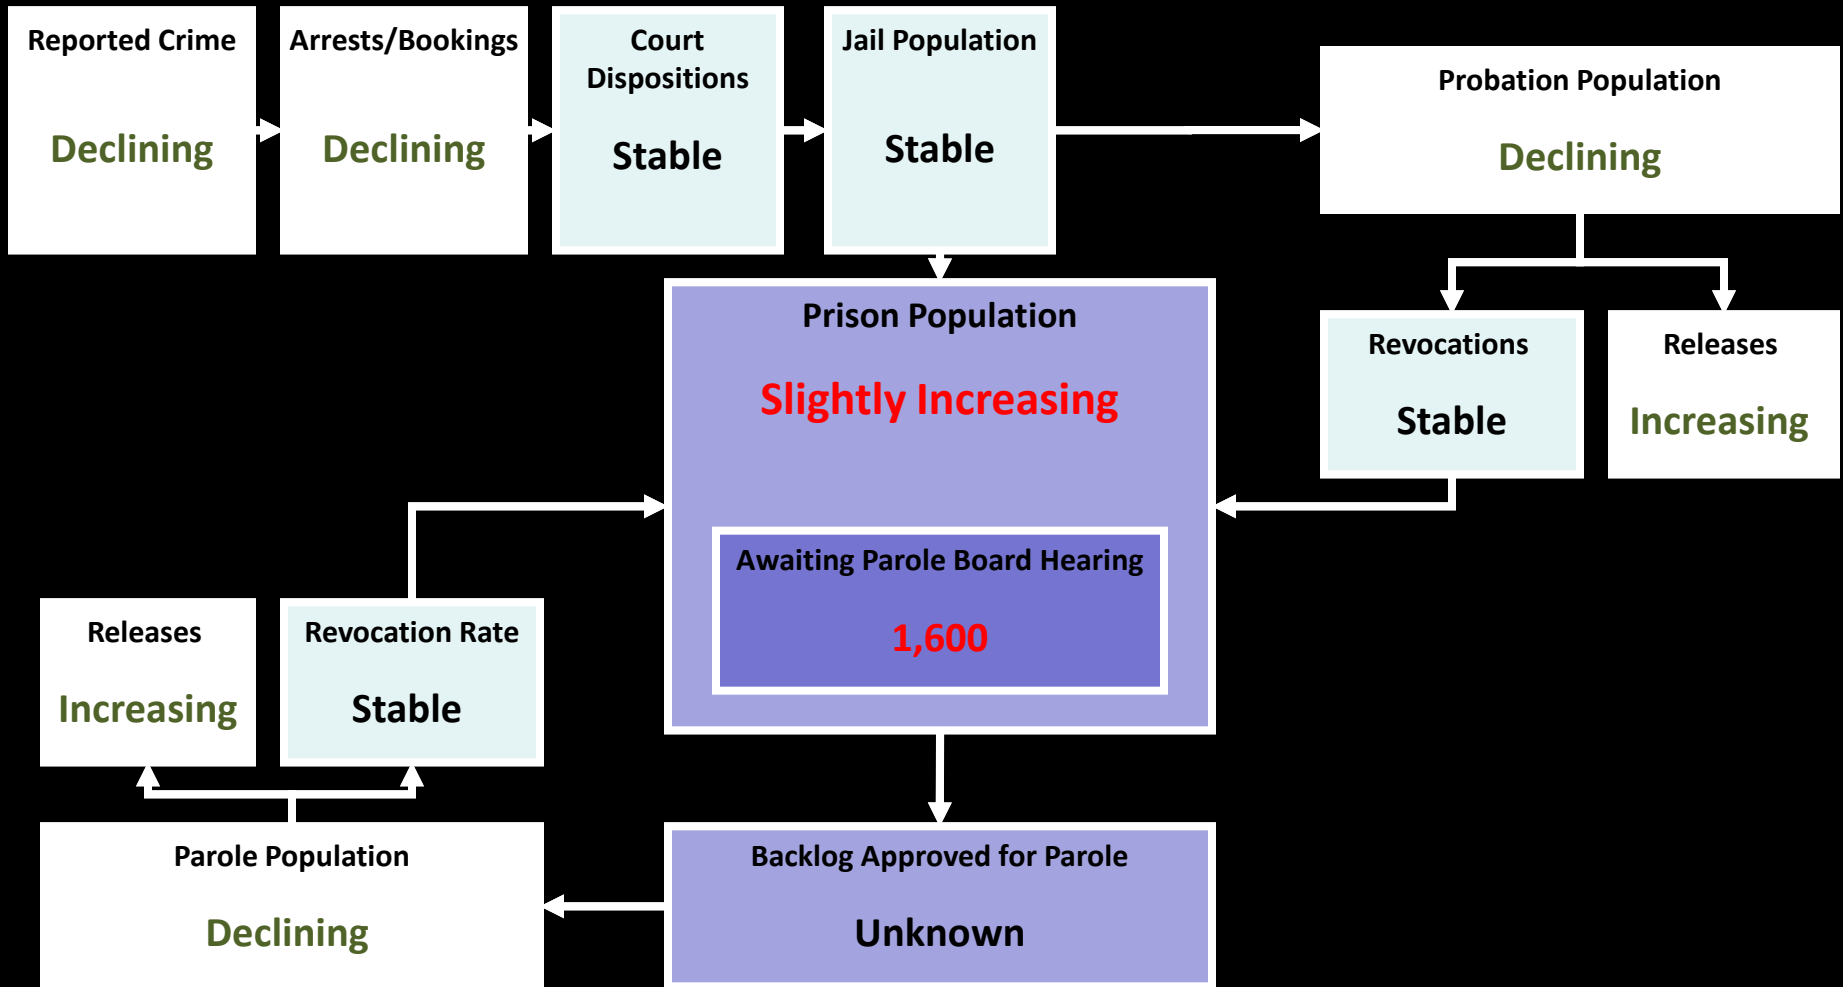 Reported Crime
Declining
Arrests/Bookings
Declining
Court
Dispositions
Stable
Jail Population
Stable
Probation Population
Declining
Prison Population
Slightly Increasing
Revocations
Stable
Releases
Increasing
Awaiting Parole Board Hearing
1,600
Releases
Increasing
Revocation Rate
Stable
Parole Population
Declining
Backlog Approved for Parole
Unknown